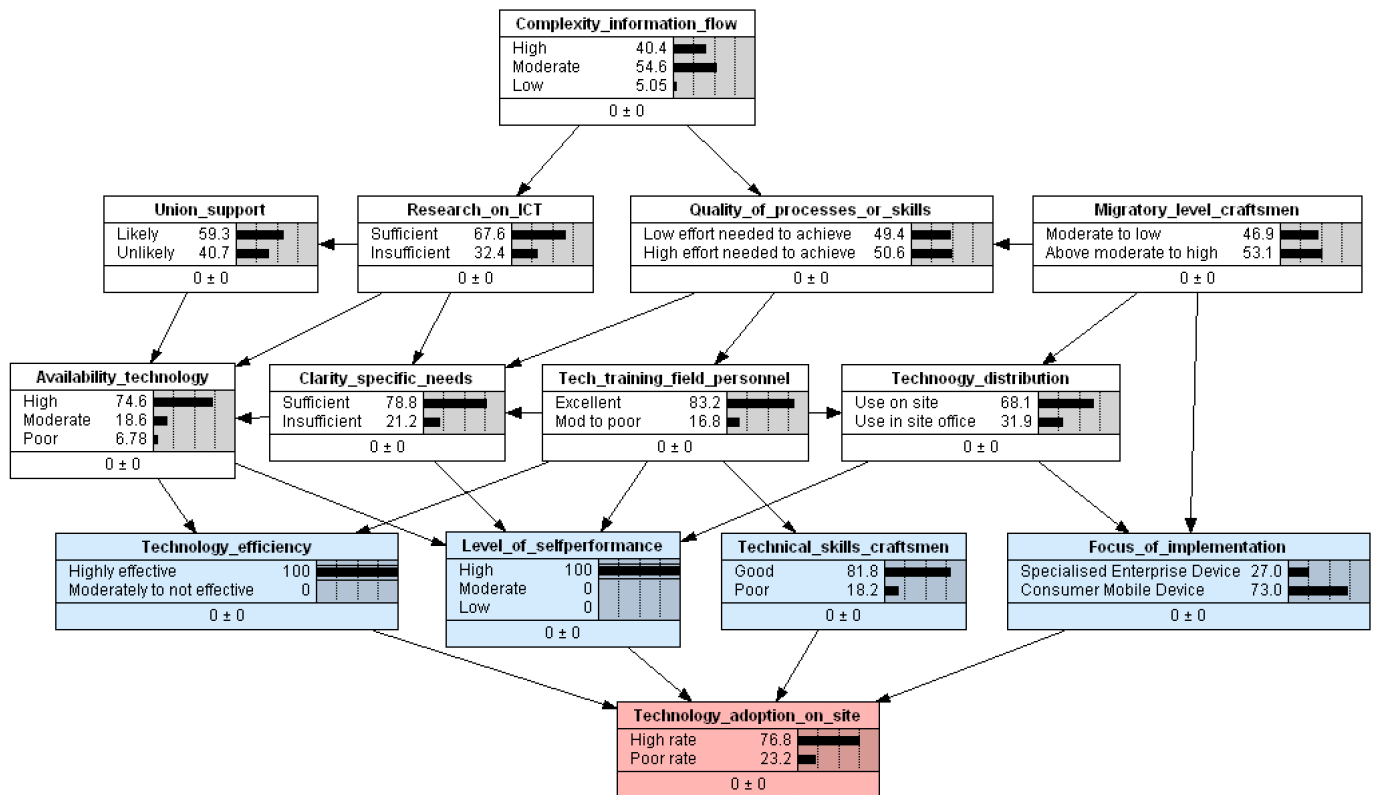 Complexity_information_flow
High 40.4
Moderate 54.6
Low 5.05
0 ± 0
Union_support
Likely 59.3
Unlikely 40.7
0 ± 0
Research_on_ICT
Sufficient 67.6
Insufficient 32.4
0 ± 0
Quality_of_processes_or_skills
Low effort needed to achieve 49.4
High effort needed to achieve 50.6
0 ± 0
Migratory_level_craftsmen
Moderate to low 46.9
Above moderate to high 53.1
0 ± 0
Availability_technology
High 74.6
Moderate 18.6
Poor 6.78
0 ± 0
Clarity_specific_needs
Sufficient 78.8
Insufficient 21.2
0 ± 0
Tech_training_field_personnel
Excellent 83.2
Mod to poor 16.8
0 ± 0
Technoogy_distribution
Use on site 68.1
Use in site office 31.9
0 ± 0
Technology_efficiency
Highly effective 100
Moderately to not effective 0
0 ± 0
Level_of_selfperformance
High 100
Moderate 0
Low 0
0 ± 0
Technical_skills_craftsmen
Good 81.8
Poor 18.2
0 ± 0
Focus_of_implementation
Specialised Enterprise Device 27.0
Consumer Mobile Device 73.0
0 ± 0
Technology_adoption_on_site
High rate 76.8
Poor rate 23.2
0 ± 0